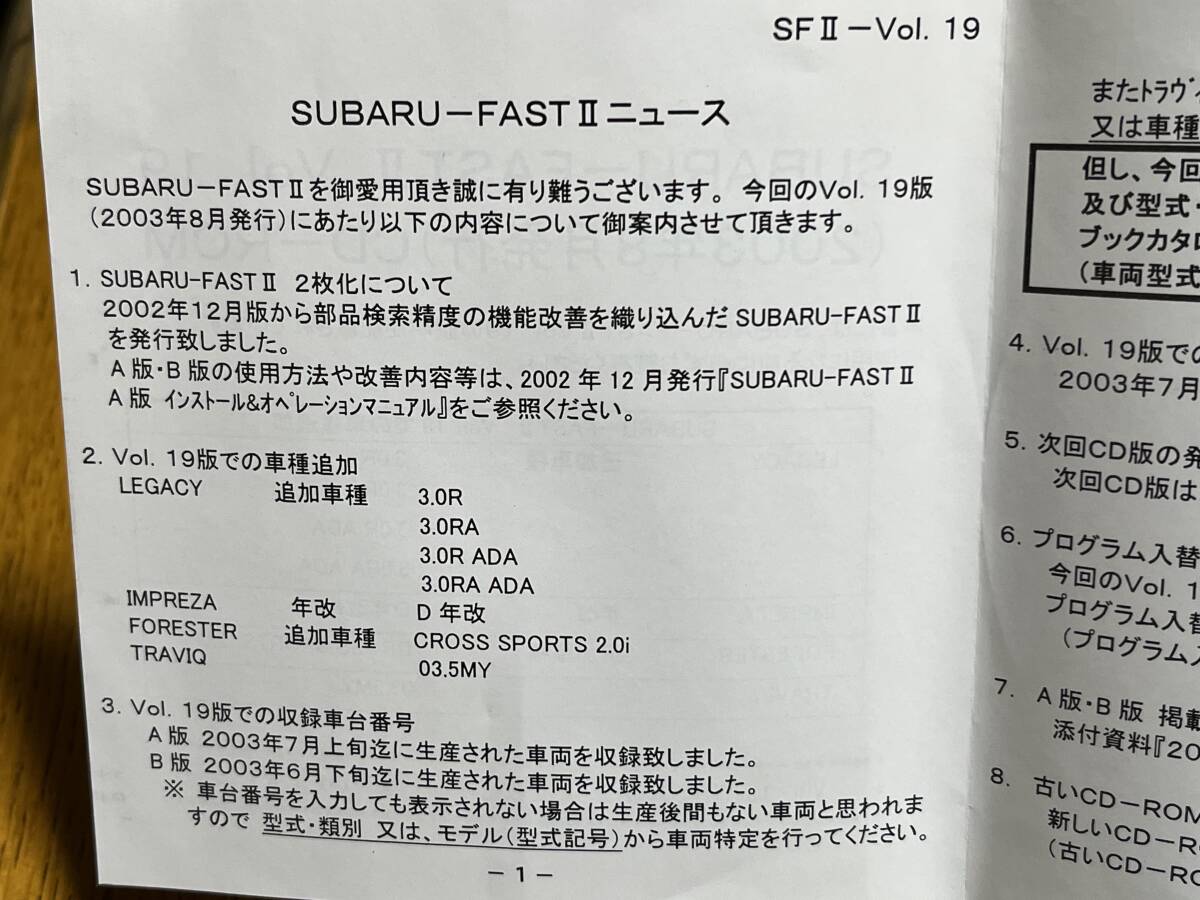 SFⅡ－Vol. 19
SUBARU－FASTⅡニュース
SUBARU－FASTⅡを御愛用頂き誠に有り難うございます。 今回のVol. 19版
(2003年8月発行)にあたり以下の内容について御案内させて頂きます。
1. SUBARU-FASTⅡ 2枚化について
2002年12月版から部品検索精度の機能改善を織り込んだ SUBARU-FASTⅡ
を発行致しました。
A版・B版の使用方法や改善内容等は、2002年12月発行『SUBARU-FASTⅡ
A版 ｲﾝｽﾄｰﾙ&ｵﾍﾟﾚｰｼｮﾝﾏﾆｭｱﾙ』をご参照ください。
2. Vol. 19版での車種追加
LEGACY 追加車種 3.0R
3.0RA
3.0R ADA
3.0RA ADA
IMPREZA 年改 D 年改
FORESTER 追加車種 CROSS SPORTS 2.0i
TRAVIQ 03.5MY
3. Vol. 19版での収録車台番号
A版 2003年7月上旬迄に生産された車両を収録致しました。
B版 2003年6月下旬迄に生産された車両を収録致しました。
※ 車台番号を入力しても表示されない場合は生産後間もない車両と思われま
すので 型式・類別 又は、モデル(型式記号)から車両特定を行ってください。
－1－
またﾄﾗｳﾞｨ
又は車種
但し、今回
及び型式・
ブックカタロ
(車両型式
4. Vol. 19版での
2003年7月
5. 次回CD版の発
次回CD版は
6. プログラム入替
今回のVol. 1
プログラム入替
(プログラム入
7. A版・B版 掲載
添付資料『20
8. 古いCD－ROM
新しいCD－RO
(古いCD－RO